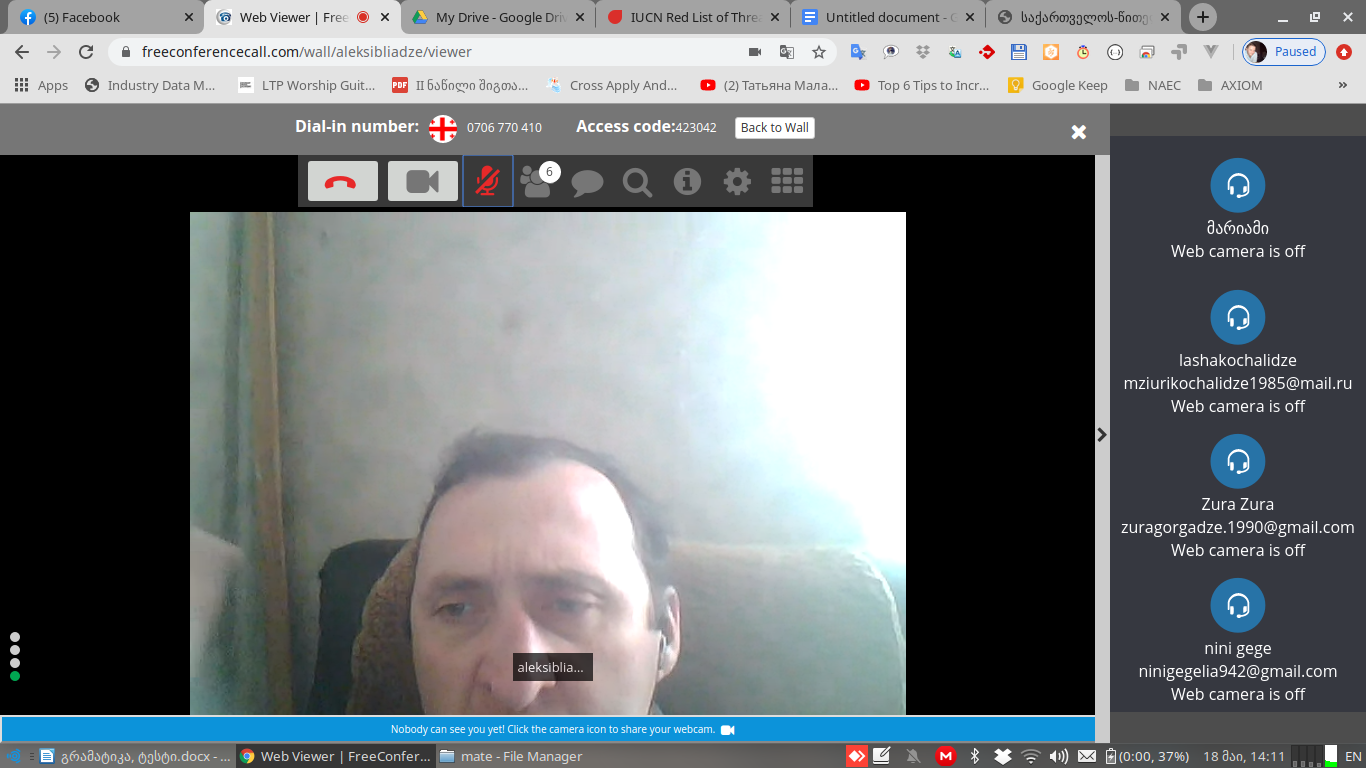 (5) Facebook
Web Viewer | Free
My Drive - Google Driv
IUCN Red List of Threa
Untitled document - G
საქართველოს-წითე
freeconferencecall.com/wall/aleksibliadze/viewer
Paused
Apps
Industry Data M...
LTP Worship Guit...
PDF
II ნაწილი შიგთა...
Cross Apply And...
(2) Татьяна Мала...
Top 6 Tips to Incr...
Google Keep
NAEC
AXIOM
»
Dial-in number:
0706 770 410
Access code:423042
Back to Wall
6
მარიამი
Web camera is off
lashakochalidze
mziurikochalidze1985@mail.ru
Web camera is off
Zura Zura
zuragorgadze.1990@gmail.com
Web camera is off
nini gege
ninigegelia942@gmail.com
Web camera is off
aleksiblia...
Nobody can see you yet! Click the camera icon to share your webcam.
გრამატიკა, ტესტი.docx - ...
Web Viewer | FreeConfer...
mate - File Manager
(0:00, 37%)
18 მაი, 14:11
EN